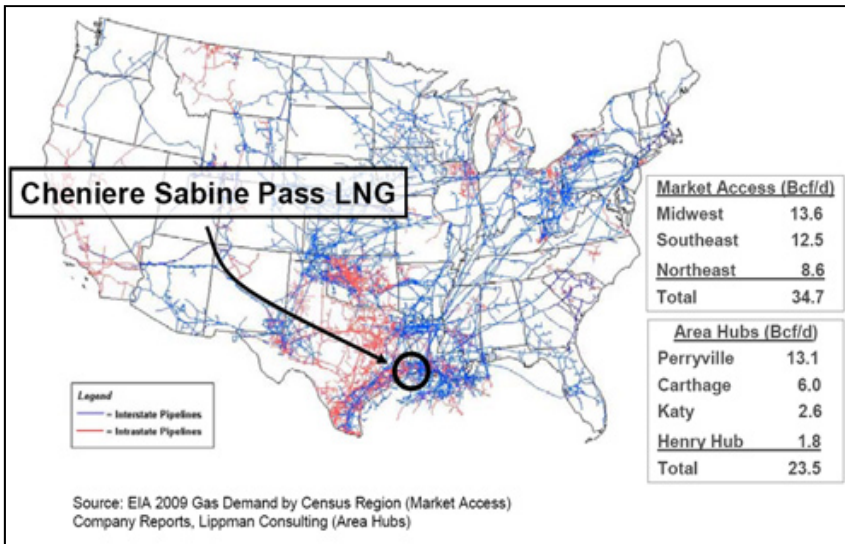 Cheniere Sabine Pass LNG
Market Access (Bcf/d)
Midwest 13.6
Southeast 12.5
Northeast 8.6
Total 34.7
Area Hubs (Bcf/d)
Perryville 13.1
Carthage 6.0
Katy 2.6
Henry Hub 1.8
Total 23.5
Legend
= Interstate Pipelines
= Intrastate Pipelines
Source: EIA 2009 Gas Demand by Census Region (Market Access)
Company Reports, Lippman Consulting (Area Hubs)